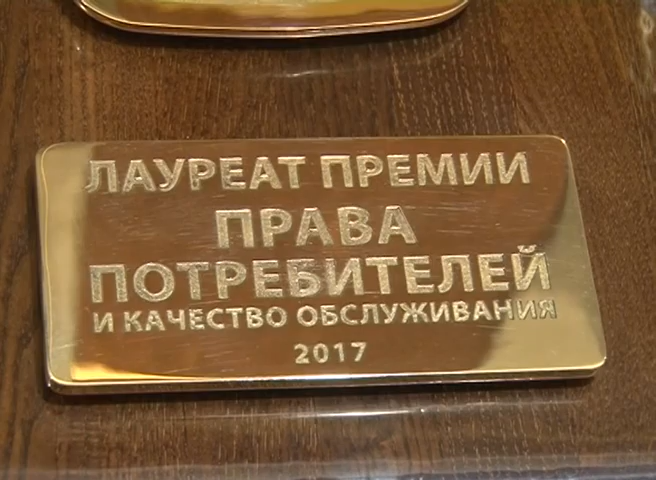 ЛАУРЕАТ ПРЕМИИ
ПРАВА
ПОТРЕБИТЕЛЕЙ
И КАЧЕСТВО ОБСЛУЖИВАНИЯ
2017